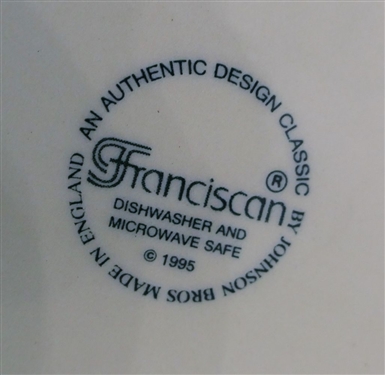 AN AUTHENTIC DESIGN CLASSIC BY JOHNSON BROS MADE IN ENGLAND
Franciscan ®
DISHWASHER AND
MICROWAVE SAFE
© 1995